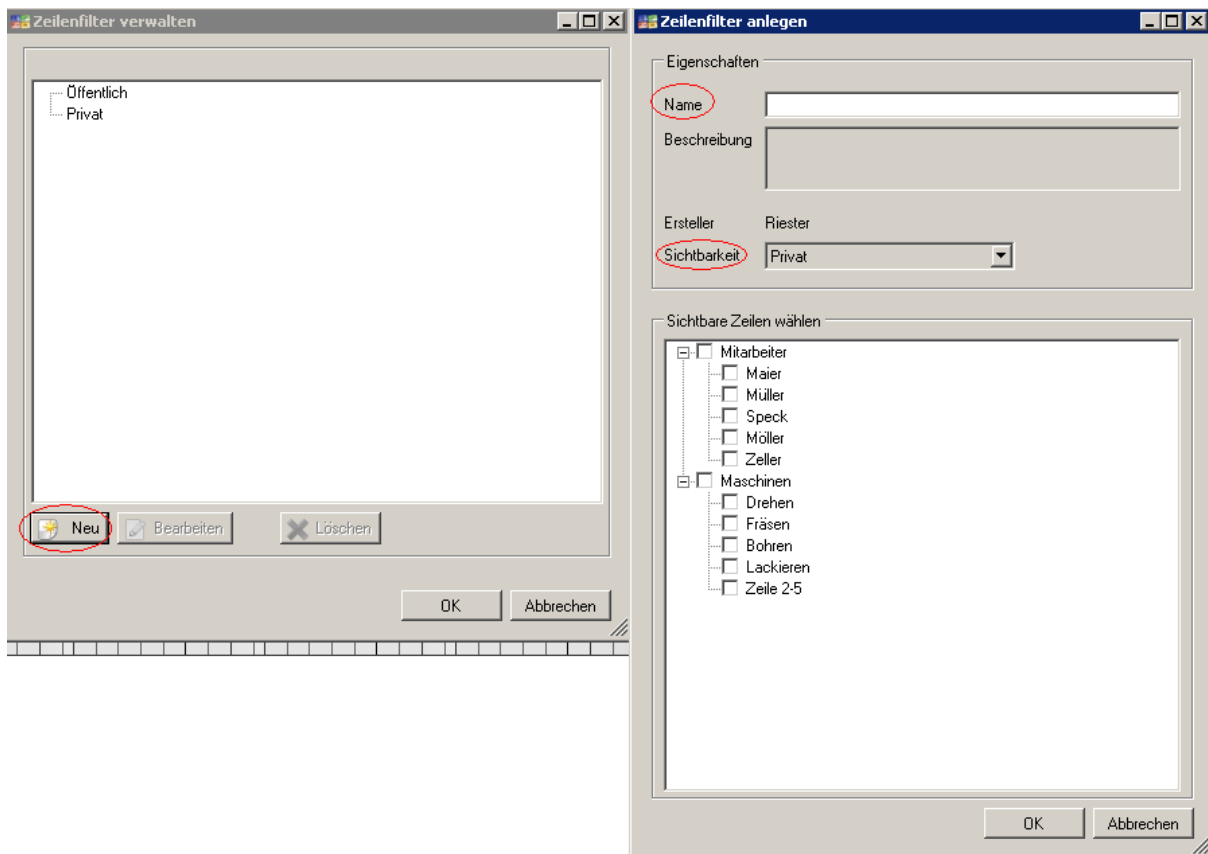 Zeilenfilter verwalten
Öffentlich
Privat
Neu
Bearbeiten
Löschen
OK
Abbrechen
Zeilenfilter anlegen
Eigenschaften
Name
Beschreibung
Ersteller Riester
Sichtbarkeit Privat
Sichtbare Zeilen wählen
Mitarbeiter
Maier
Müller
Speck
Möller
Zeller
Maschinen
Drehen
Fräsen
Bohren
Lackieren
Zeile 2-5
OK
Abbrechen